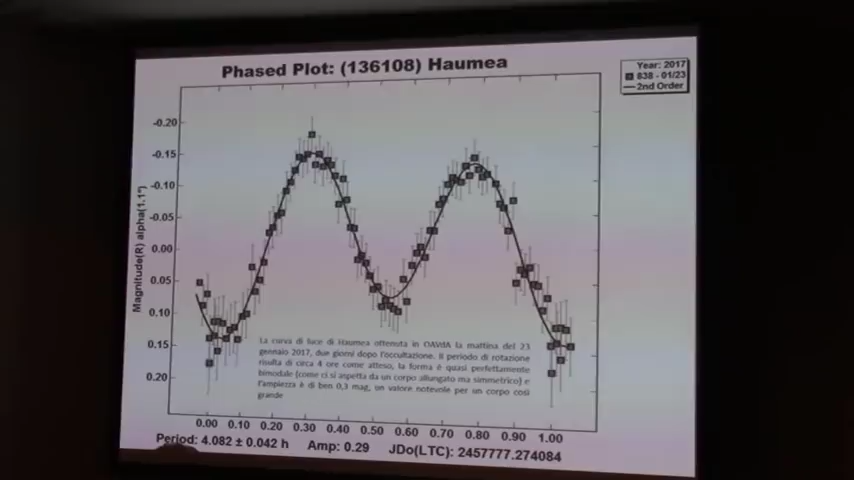 Phased Plot: (136108) Haumea
Year: 2017
838 - 01/23
2nd Order
Magnitude(R) alpha(1.1°)
-0.20
-0.15
-0.10
-0.05
0.00
0.05
0.10
0.15
0.20
La curva di luce di Haumea ottenuta in OAVdA la mattina del 23
gennaio 2017, due giorni dopo l'occultazione. Il periodo di rotazione
risulta di circa 4 ore come atteso, la forma è quasi perfettamente
bimodale (come ci si aspetta da un corpo allungato ma simmetrico) e
l'ampiezza è di ben 0,3 mag, un valore notevole per un corpo così
grande
0.00 0.10 0.20 0.30 0.40 0.50 0.60 0.70 0.80 0.90 1.00
Period: 4.082 ± 0.042 h Amp: 0.29 JDo(LTC): 2457777.274084